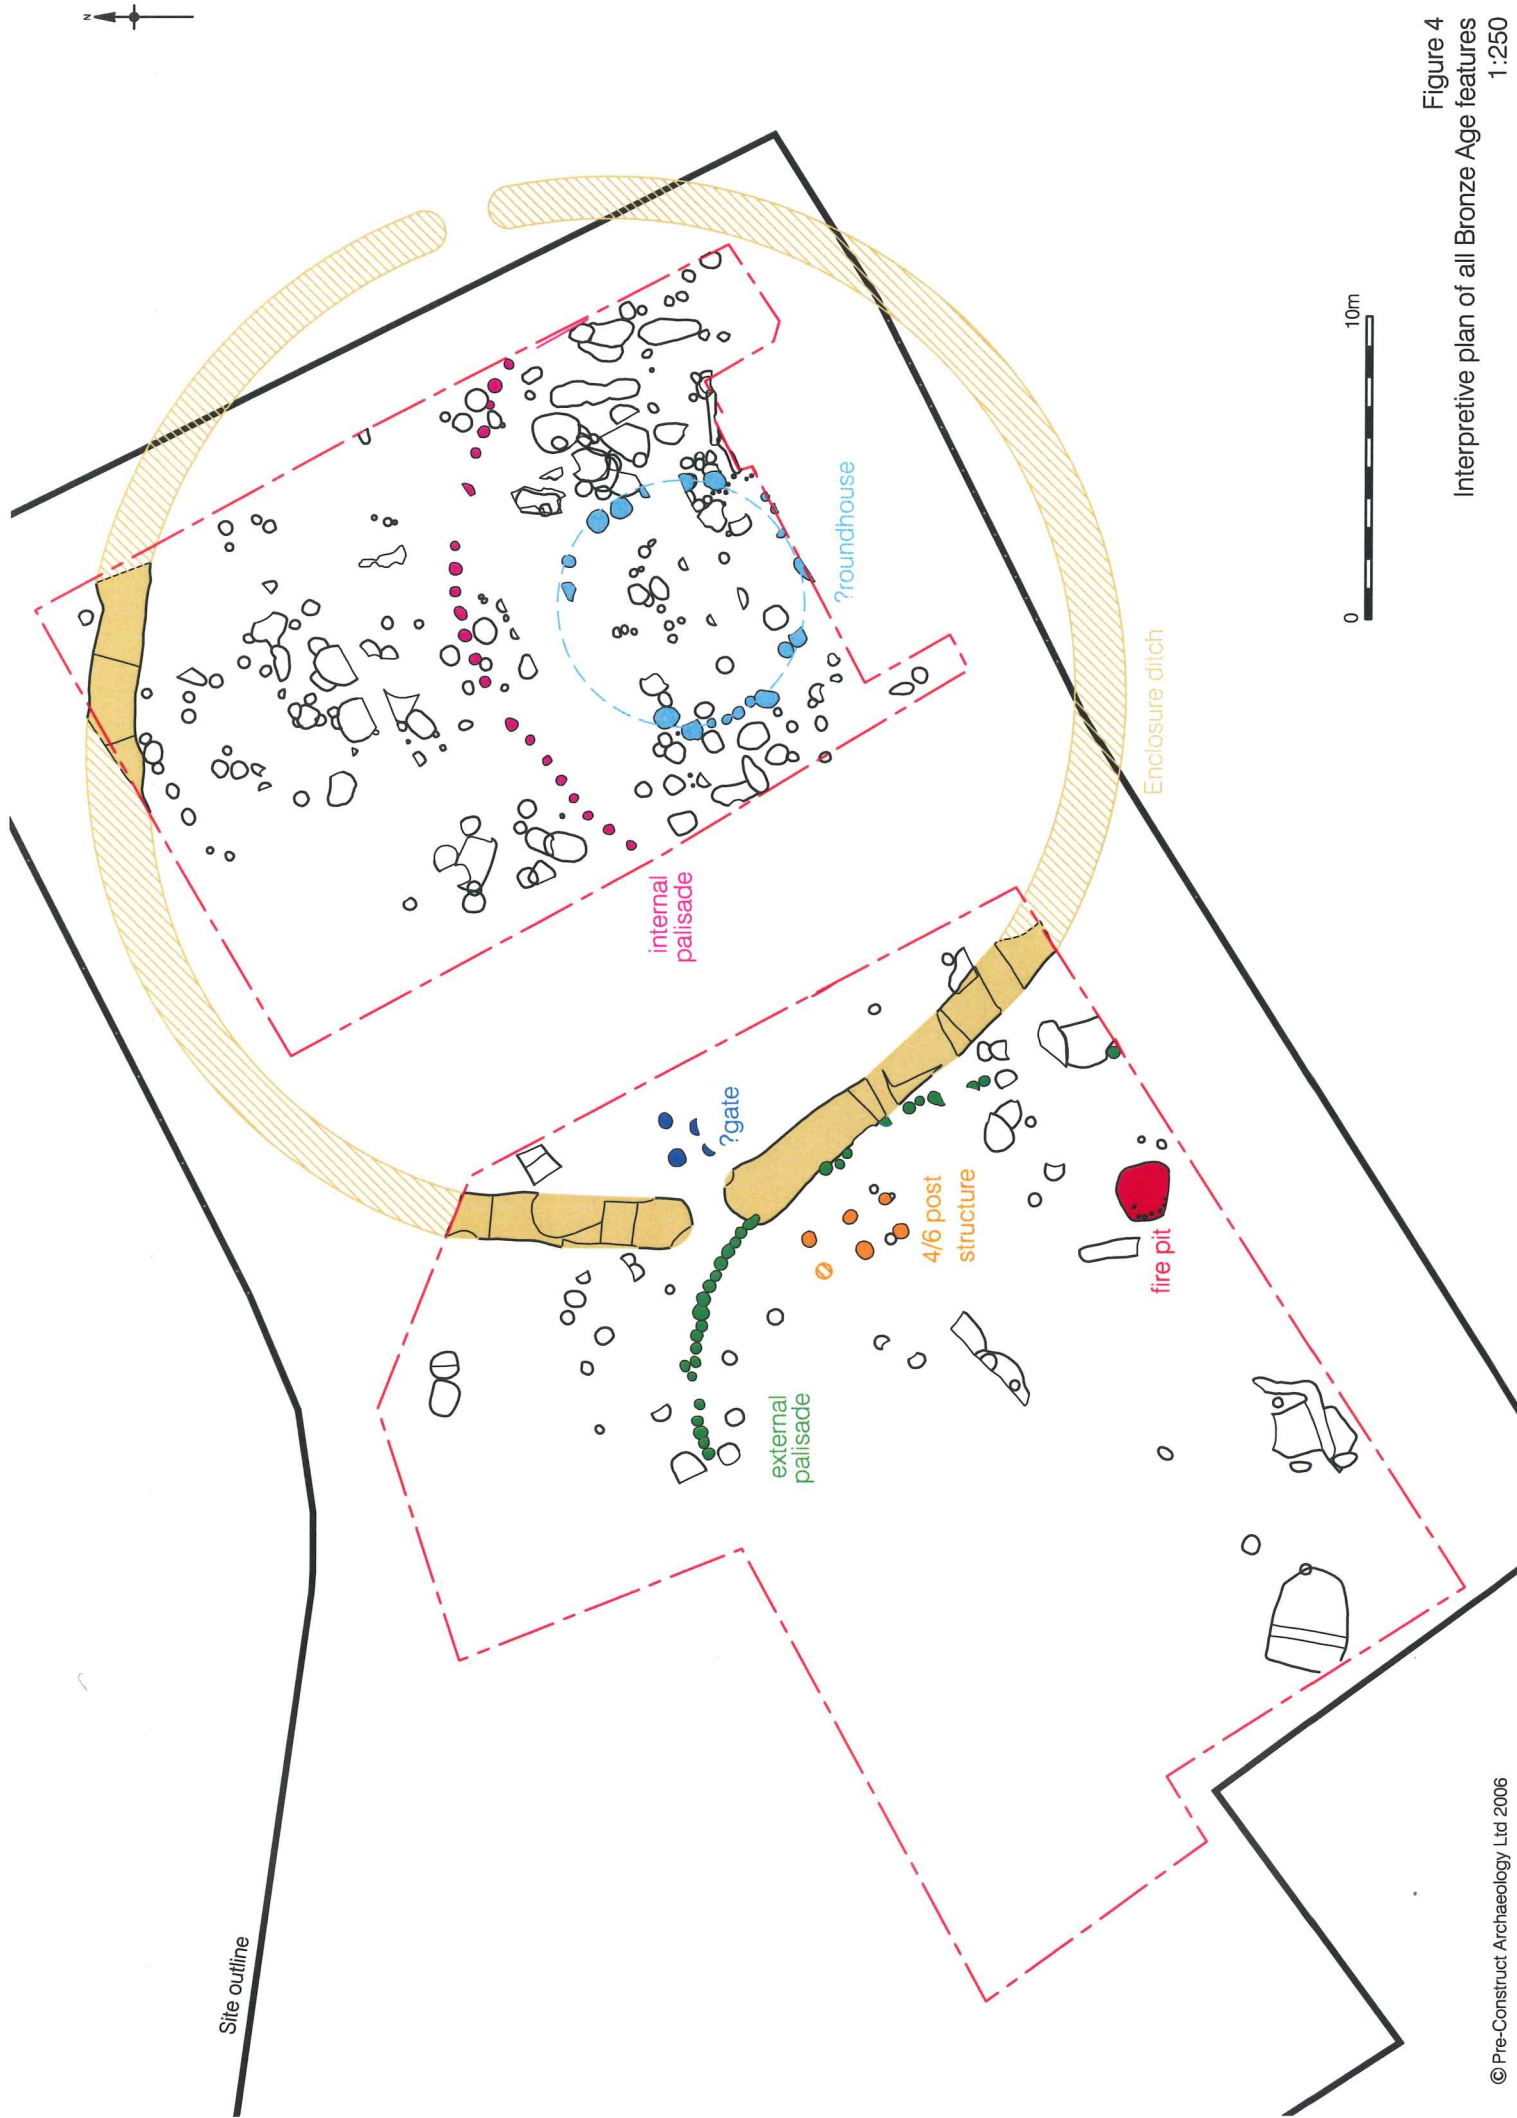 N
Site outline
internal
palisade
?roundhouse
Enclosure ditch
?gate
4/6 post
structure
external
palisade
fire pit
0
10m
Figure 4
Interpretive plan of all Bronze Age features
1:250
© Pre-Construct Archaeology Ltd 2006